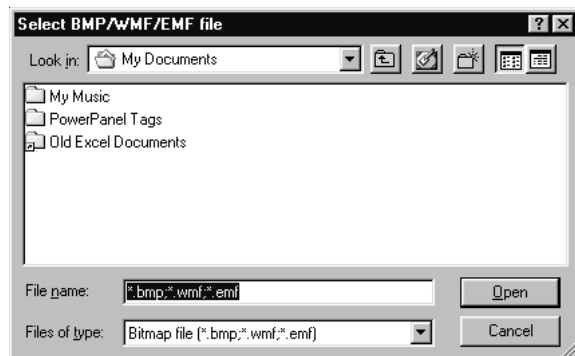 Select BMP/WMF/EMF file
Look in: My Documents
My Music
PowerPanel Tags
Old Excel Documents
File name: *.bmp;*.wmf;*.emf Open
Files of type: Bitmap file (*.bmp;*.wmf;*.emf) Cancel